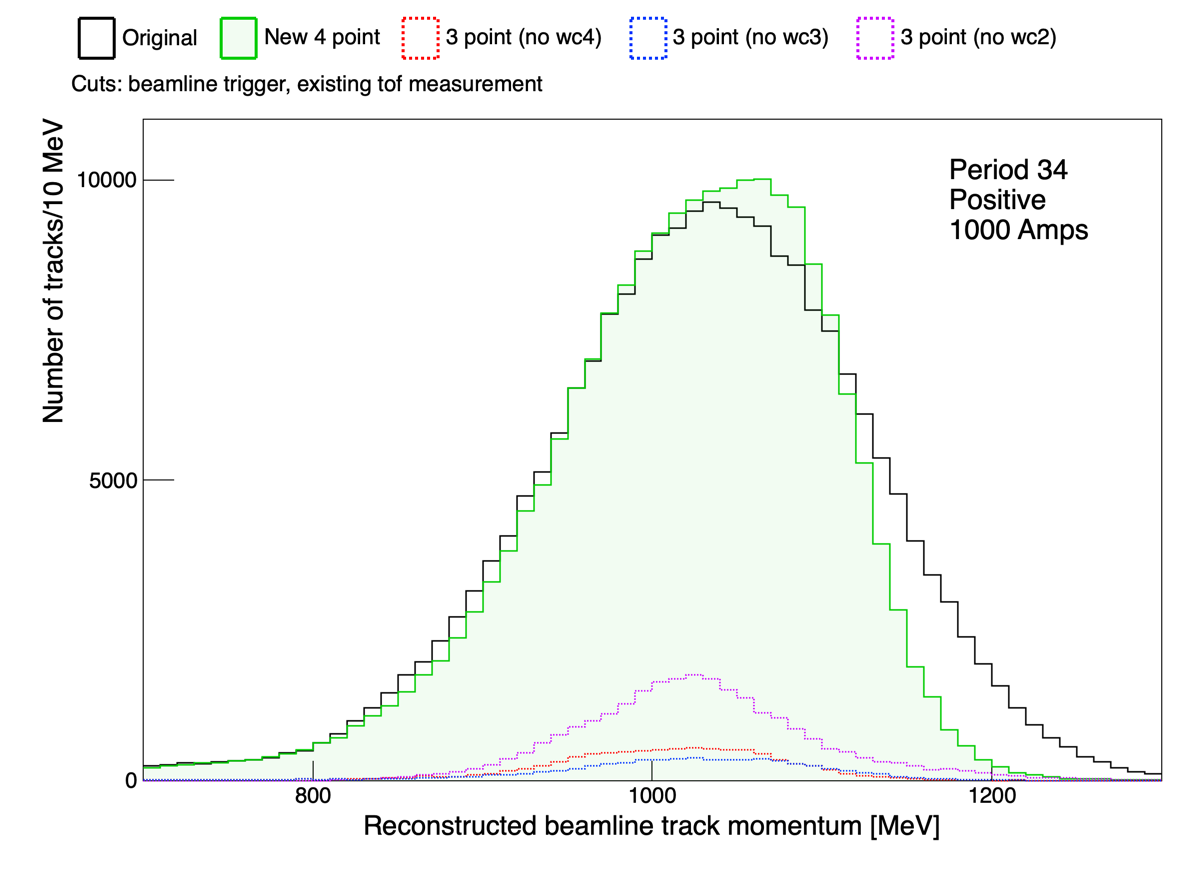 Original New 4 point 3 point (no wc4) 3 point (no wc3) 3 point (no wc2)
Cuts: beamline trigger, existing tof measurement
Number of tracks/10 MeV
10000
5000
0
Period 34
Positive
1000 Amps
800 1000 1200
Reconstructed beamline track momentum [MeV]